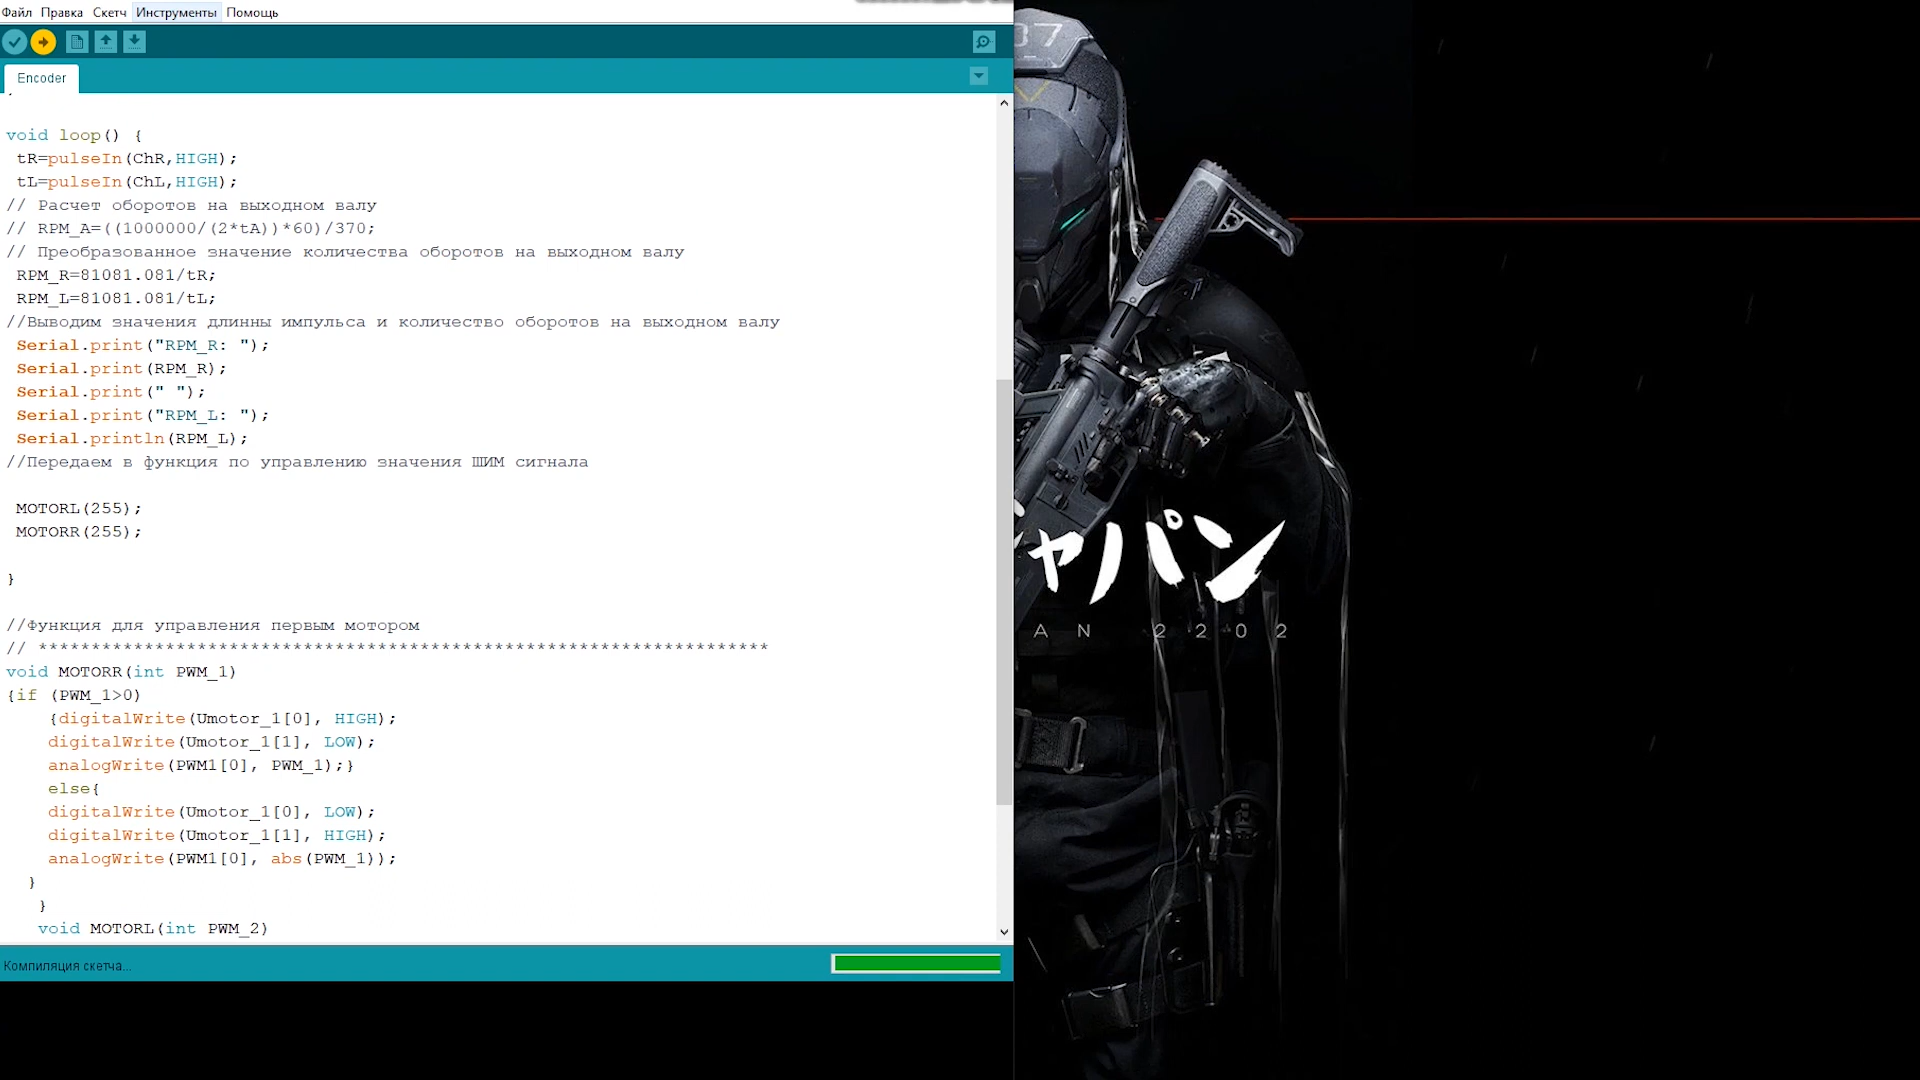 Файл Правка Скетч Инструменты Помощь
Encoder
void loop() {
tR=pulseIn(ChR,HIGH);
tL=pulseIn(ChL,HIGH);
// Расчет оборотов на выходном валу
// RPM_A=((1000000/(2*tA))*60)/370;
// Преобразованное значение количества оборотов на выходном валу
RPM_R=81081.081/tR;
RPM_L=81081.081/tL;
//Выводим значения длинны импульса и количество оборотов на выходном валу
Serial.print("RPM_R: ");
Serial.print(RPM_R);
Serial.print(" ");
Serial.print("RPM_L: ");
Serial.println(RPM_L);
//Передаем в функция по управлению значения ШИМ сигнала
MOTORL(255);
MOTORR(255);
}
//Функция для управления первым мотором
// *********************************************************************
void MOTORR(int PWM_1)
{if (PWM_1>0)
{digitalWrite(Umotor_1[0], HIGH);
digitalWrite(Umotor_1[1], LOW);
analogWrite(PWM1[0], PWM_1);}
else{
digitalWrite(Umotor_1[0], LOW);
digitalWrite(Umotor_1[1], HIGH);
analogWrite(PWM1[0], abs(PWM_1));
}
}
void MOTORL(int PWM_2)
Компиляция скетча...
37
ャパン
AN 2202